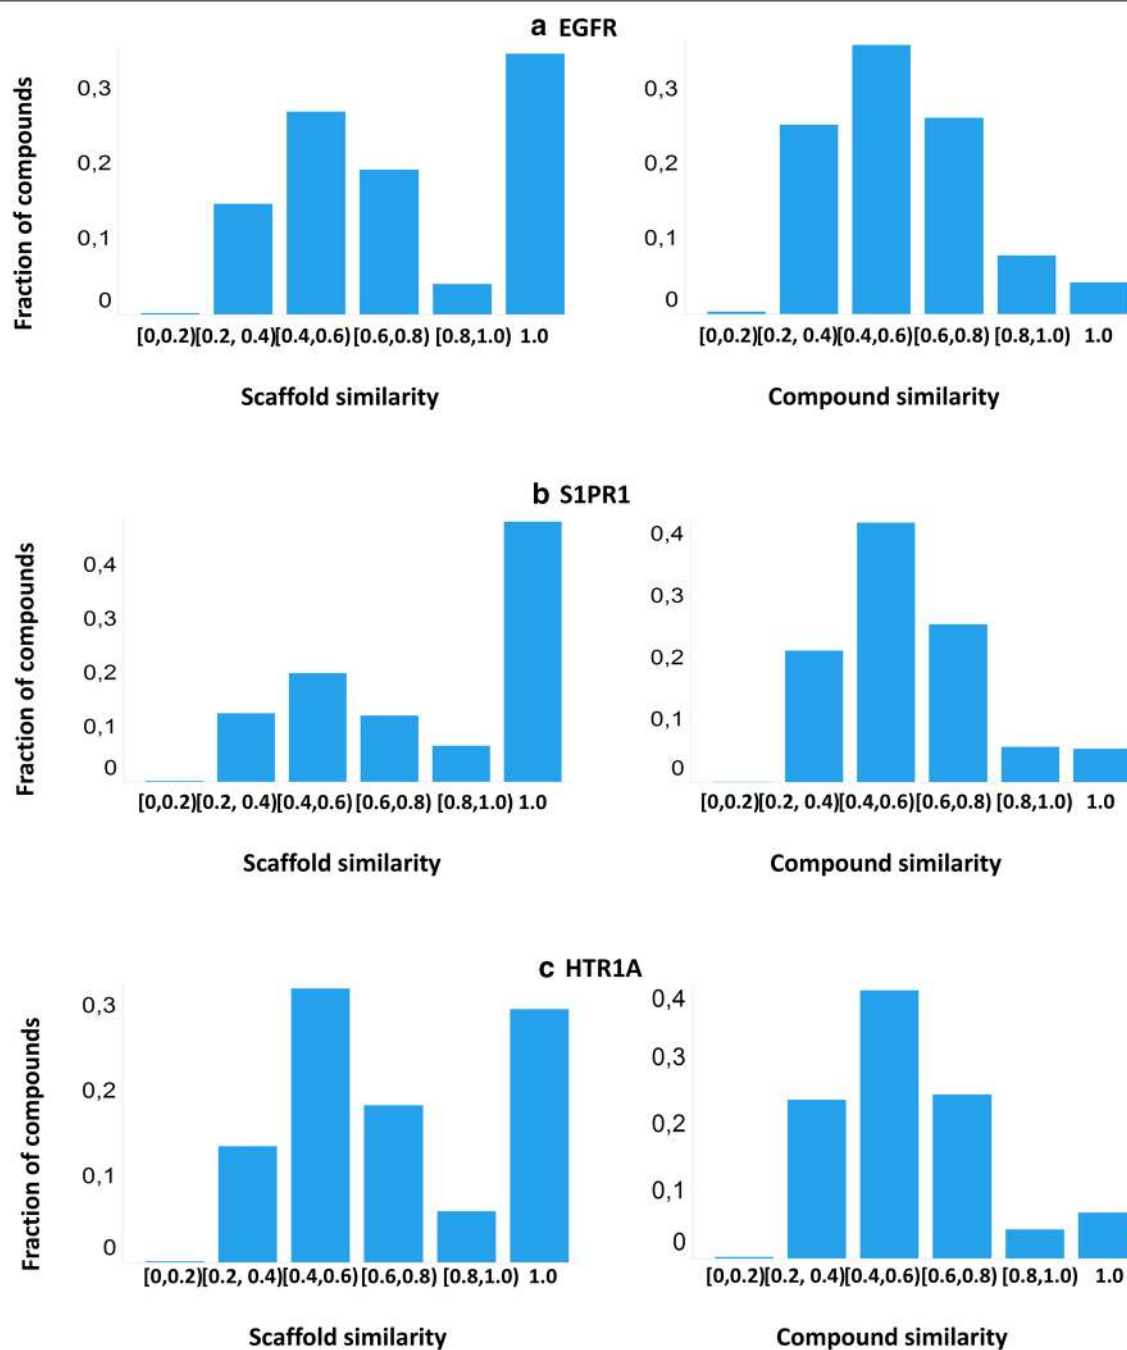 a EGFR
Fraction of compounds
0,3
0,2
0,1
0
[0,0.2)[0.2, 0.4)[0.4,0.6)[0.6,0.8) [0.8,1.0) 1.0
Scaffold similarity
0,3
0,2
0,1
0
[0,0.2)[0.2, 0.4)[0.4,0.6)[0.6,0.8) [0.8,1.0) 1.0
Compound similarity
b S1PR1
Fraction of compounds
0,4
0,3
0,2
0,1
0
[0,0.2)[0.2, 0.4)[0.4,0.6) [0.6,0.8) [0.8,1.0) 1.0
Scaffold similarity
0,4
0,3
0,2
0,1
0
[0,0.2)[0.2, 0.4)[0.4,0.6) [0.6,0.8) [0.8,1.0) 1.0
Compound similarity
c HTR1A
Fraction of compounds
0,3
0,2
0,1
0
[0,0.2)[0.2, 0.4)[0.4,0.6) [0.6,0.8) [0.8,1.0) 1.0
Scaffold similarity
0,4
0,3
0,2
0,1
0
[0,0.2)[0.2, 0.4)[0.4,0.6) [0.6,0.8) [0.8,1.0) 1.0
Compound similarity